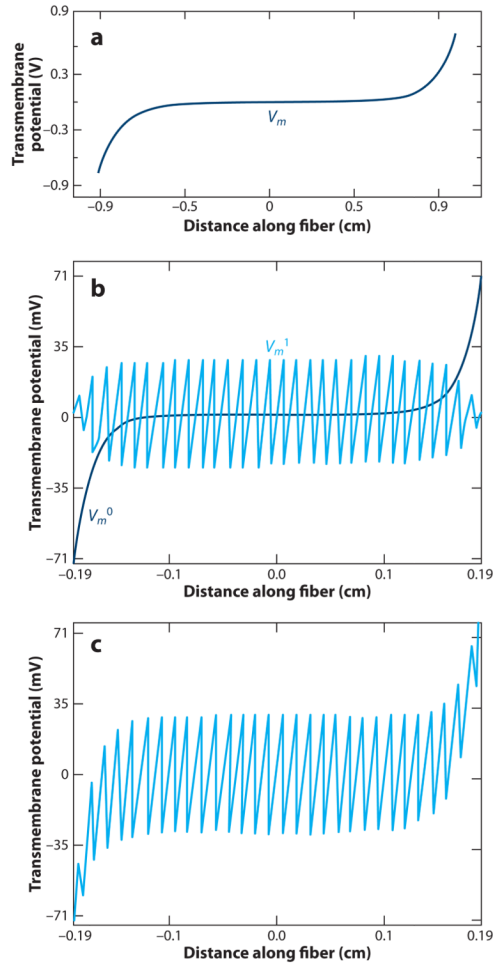 a
0.9
0.3
−0.3
−0.9
Transmembrane
potential (V)
Vm
−0.9
−0.5
0
0.5
0.9
Distance along fiber (cm)
b
71
35
0
−35
−71
Transmembrane potential (mV)
Vm1
Vm0
−0.19
−0.1
0.0
0.1
0.19
Distance along fiber (cm)
c
71
35
0
−35
−71
Transmembrane potential (mV)
−0.19
−0.1
0.0
0.1
0.19
Distance along fiber (cm)